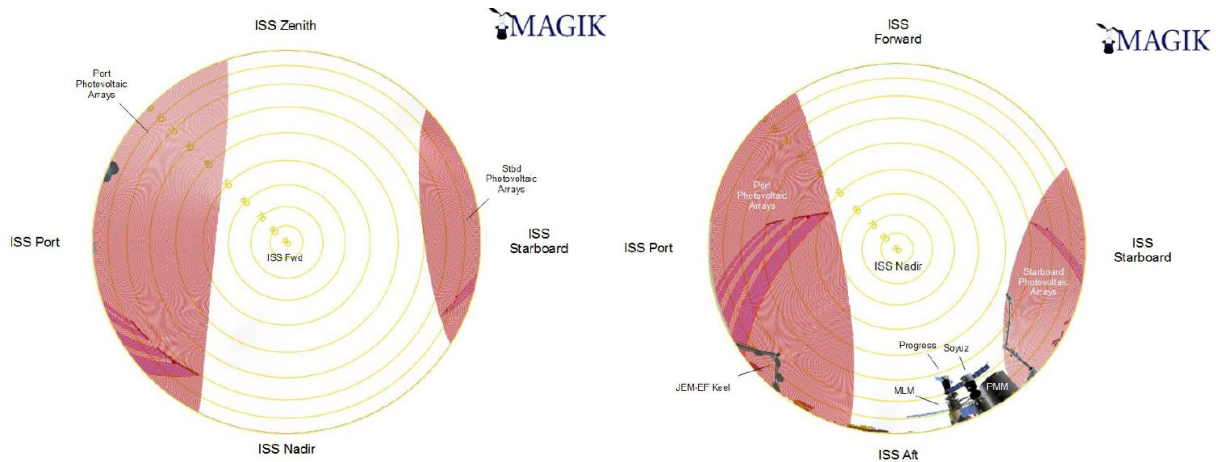 ISS Zenith
MAGIK
Port
Photovoltaic
Arrays
Stbd
Photovoltaic
Arrays
ISS Port
ISS Fwd
ISS
Starboard
ISS Nadir
ISS
Forward
MAGIK
Port
Photovoltaic
Arrays
ISS Port
ISS Nadir
ISS
Starboard
Starboard
Photovoltaic
Arrays
Progress
Soyuz
JEM-EF Keel
MLM
PMM
ISS Aft